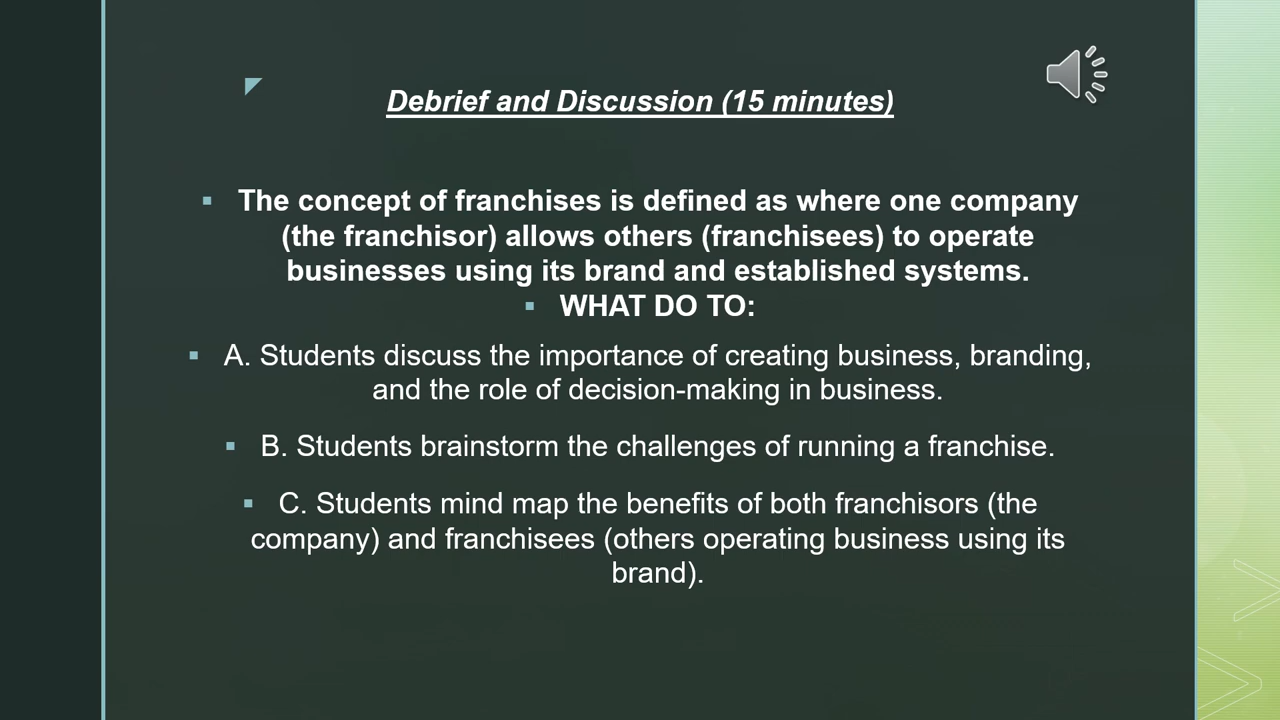 Debrief and Discussion (15 minutes)
The concept of franchises is defined as where one company
(the franchisor) allows others (franchisees) to operate
businesses using its brand and established systems.
WHAT DO TO:
A. Students discuss the importance of creating business, branding,
and the role of decision-making in business.
B. Students brainstorm the challenges of running a franchise.
C. Students mind map the benefits of both franchisors (the
company) and franchisees (others operating business using its
brand).